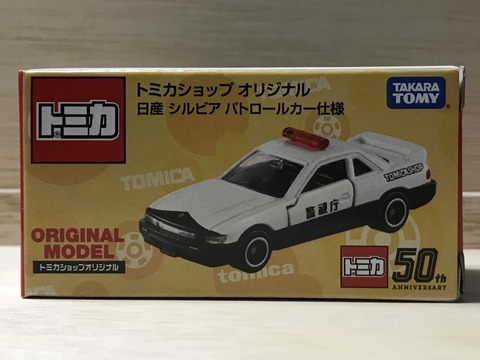 トミカ
トミカショップ オリジナル
日産 シルビア パトロールカー仕様
TAKARA TOMY
TOMICA
TOMICASHOP
警視庁
ORIGINAL
MODEL
トミカショップオリジナル
tomica
トミカ
50th
ANNIVERSARY